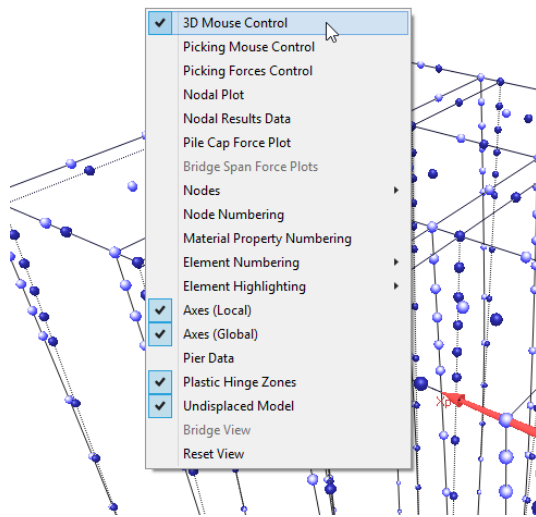 3D Mouse Control
Picking Mouse Control
Picking Forces Control
Nodal Plot
Nodal Results Data
Pile Cap Force Plot
Bridge Span Force Plots
Nodes
Node Numbering
Material Property Numbering
Element Numbering
Element Highlighting
Axes (Local)
Axes (Global)
Pier Data
Plastic Hinge Zones
Undisplaced Model
Bridge View
Reset View